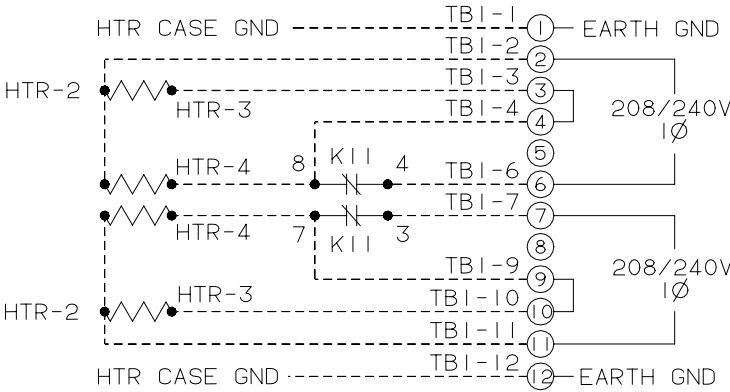 HTR CASE GND TB1-1 1 EARTH GND
TB1-2 2
HTR-2 TB1-3 3
HTR-3 TB1-4 4 208/240V
1Ø
5
HTR-4 8 K11 4 TB1-6 6
HTR-4 7 K11 3 TB1-7 7
8
TB1-9 9 208/240V
1Ø
HTR-3 TB1-10 10
HTR-2 TB1-11 11
HTR CASE GND TB1-12 12 EARTH GND